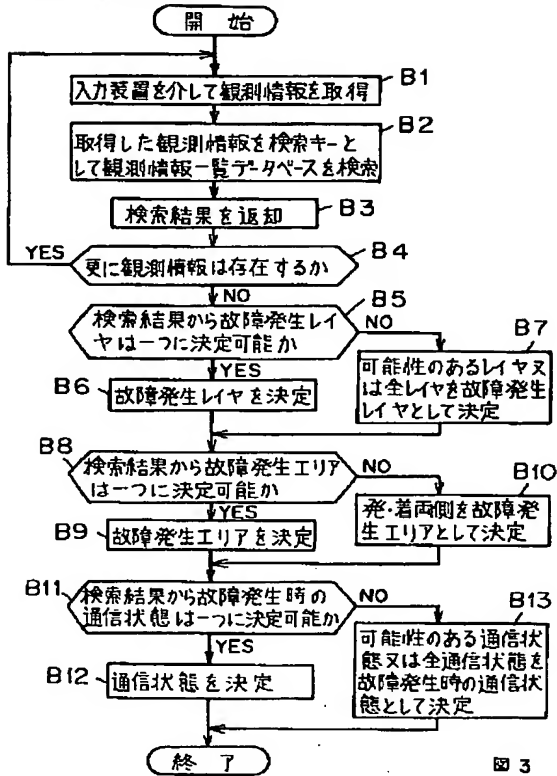 開始
B1
入力装置を介して観測情報を取得
B2
取得した観測情報を検索キーと
して観測情報一覧データベースを検索
B3
検索結果を返却
B4
YES
更に観測情報は存在するか
NO
B5
検索結果から故障発生レイ
ヤは一つに決定可能か
NO
B7
可能性のあるレイヤ又
は全レイヤを故障発生
レイヤとして決定
YES
B6
故障発生レイヤを決定
B8
検索結果から故障発生エリア
は一つに決定可能か
NO
B10
発・着両側を故障発
生エリアとして決定
YES
B9
故障発生エリアを決定
B11
検索結果から故障発生時の
通信状態は一つに決定可能か
NO
B13
可能性のある通信状
態又は全通信状態を
故障発生時の通信状
態として決定
YES
B12
通信状態を決定
終了
図3